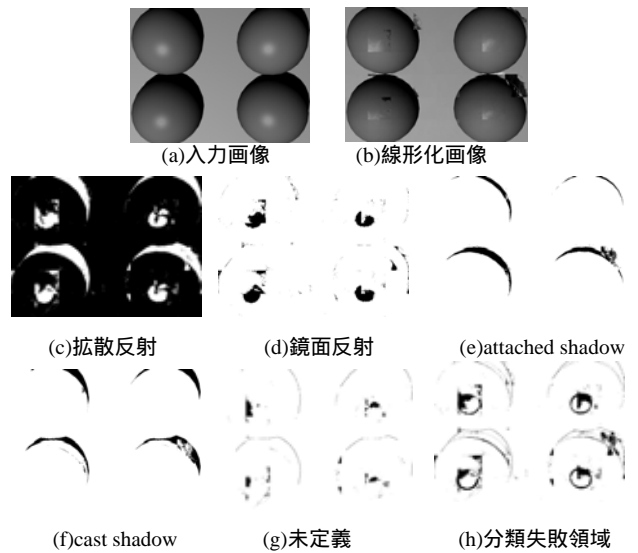 (a)入力画像
(b)線形化画像
(c)拡散反射
(d)鏡面反射
(e)attached shadow
(f)cast shadow
(g)未定義
(h)分類失敗領域